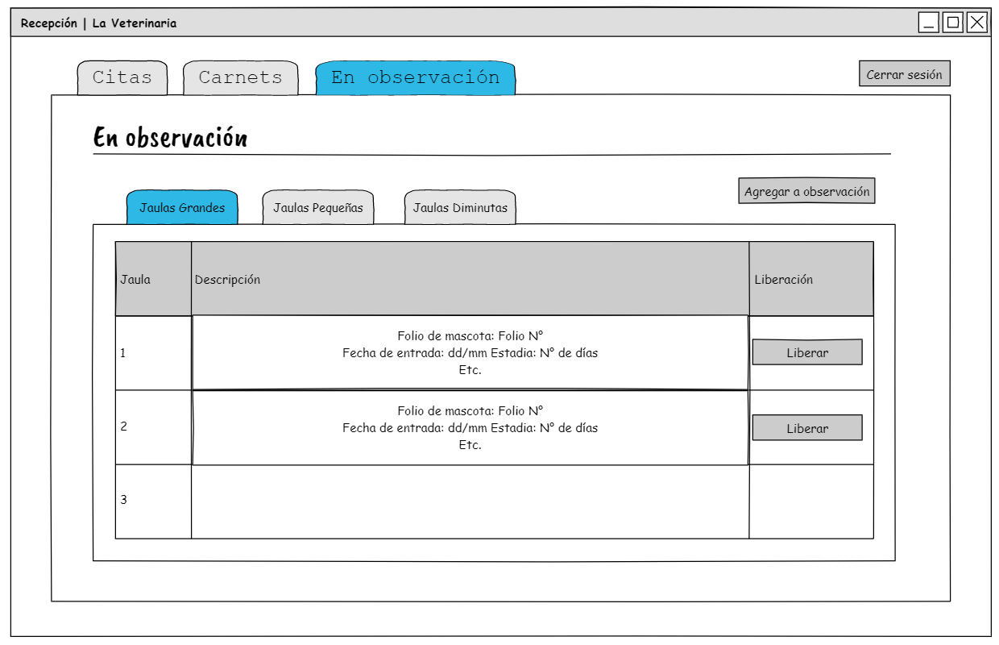 Recepción | La Veterinaria
Citas
Carnets
En observación
Cerrar sesión
En observación
Agregar a observación
Jaulas Grandes
Jaulas Pequeñas
Jaulas Diminutas
Jaula
Descripción
Liberación
1
Folio de mascota: Folio N°
Fecha de entrada: dd/mm Estadia: N° de días
Etc.
Liberar
2
Folio de mascota: Folio N°
Fecha de entrada: dd/mm Estadia: N° de días
Etc.
Liberar
3